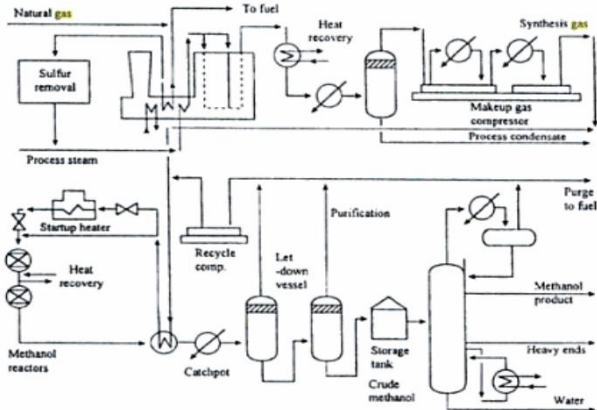 Natural gas
To fuel
Heat
recovery
Synthesis gas
Sulfur
removal
Makeup gas
compressor
Process condensate
Process steam
Purge
to fuel
Purification
Startup heater
Recycle
comp.
Let
-down
vessel
Heat
recovery
Methanol
product
Methanol
reactors
Catchpot
Storage
tank
Crude
methanol
Heavy ends
Water